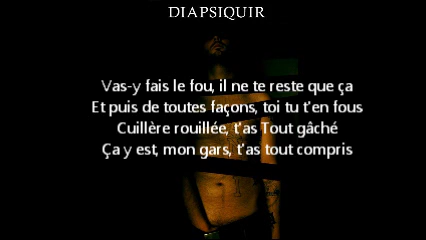 DIAPSIQUIR
Vas-y fais le fou, il ne te reste que ça
Et puis de toutes façons, toi tu t'en fous
Cuillère rouillée, t'as Tout gâché
Ça y est, mon gars, t'as tout compris